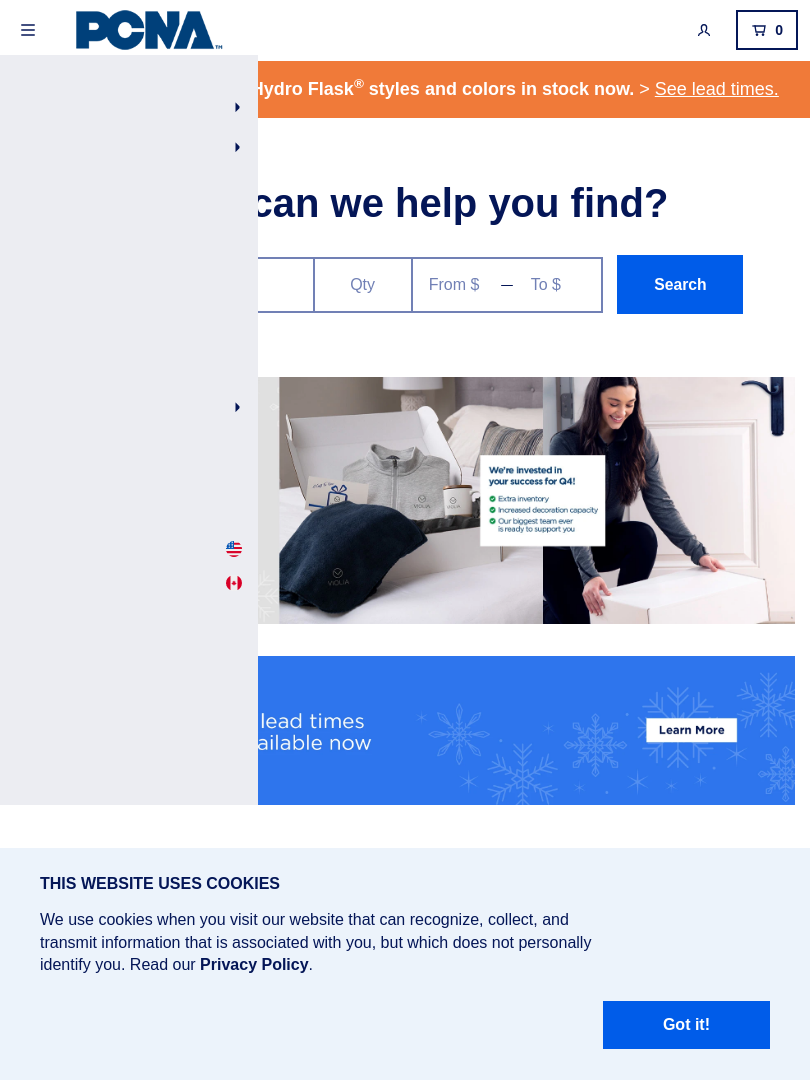 PCNA™
0
Hydro Flask® styles and colors in stock now. > See lead times.
can we help you find?
Qty
From $ — To $
Search
We're invested in
your success for Q4!
Extra inventory
Increased decoration capacity
Our biggest team ever
is ready to support you
VIOLIA
VIOLIA
VIOLIA
lead times
ailable now
Learn More
THIS WEBSITE USES COOKIES
We use cookies when you visit our website that can recognize, collect, and
transmit information that is associated with you, but which does not personally
identify you. Read our Privacy Policy.
Got it!